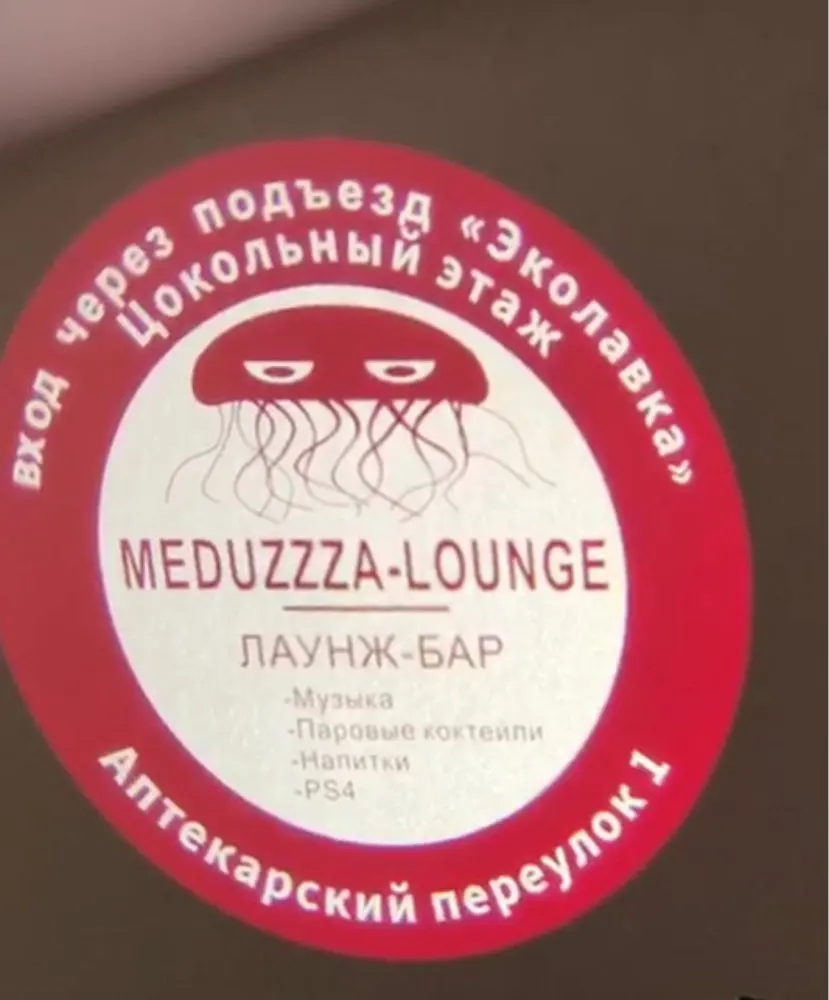 вход через подъезд «Эколавка»
Цокольный этаж
MEDUZZZA-LOUNGE
ЛАУНЖ-БАР
-Музыка
-Паровые коктейли
-Напитки
-PS4
Аптекарский переулок 1